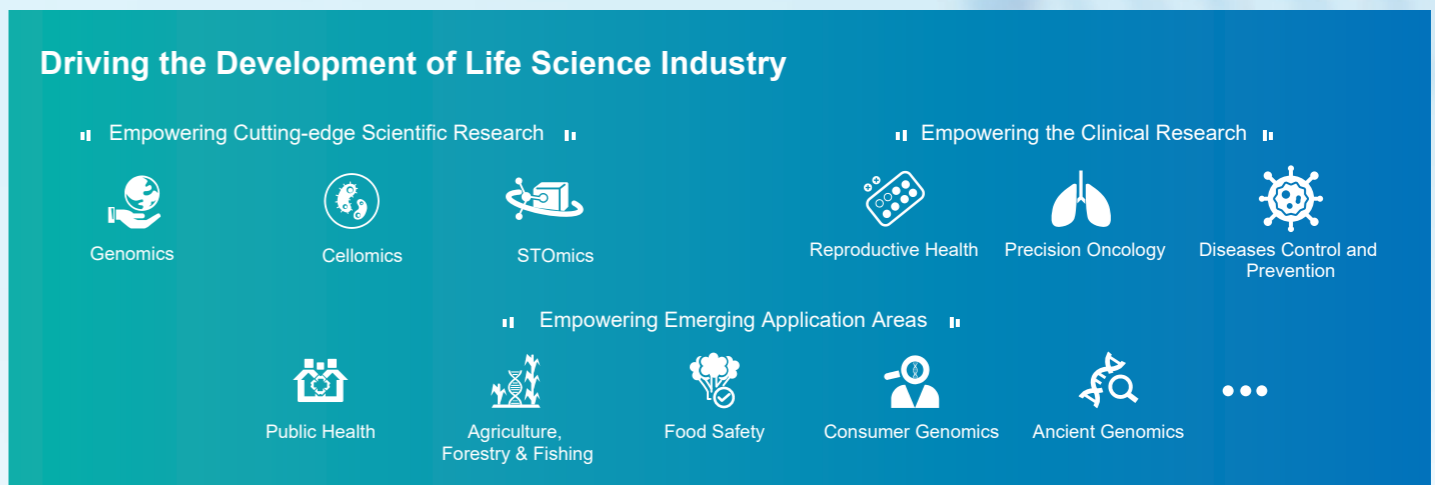 Driving the Development of Life Science Industry
Empowering Cutting-edge Scientific Research
Genomics
Cellomics
STOmics
Empowering the Clinical Research
Reproductive Health
Precision Oncology
Diseases Control and
Prevention
Empowering Emerging Application Areas
Public Health
Agriculture,
Forestry & Fishing
Food Safety
Consumer Genomics
Ancient Genomics
•••